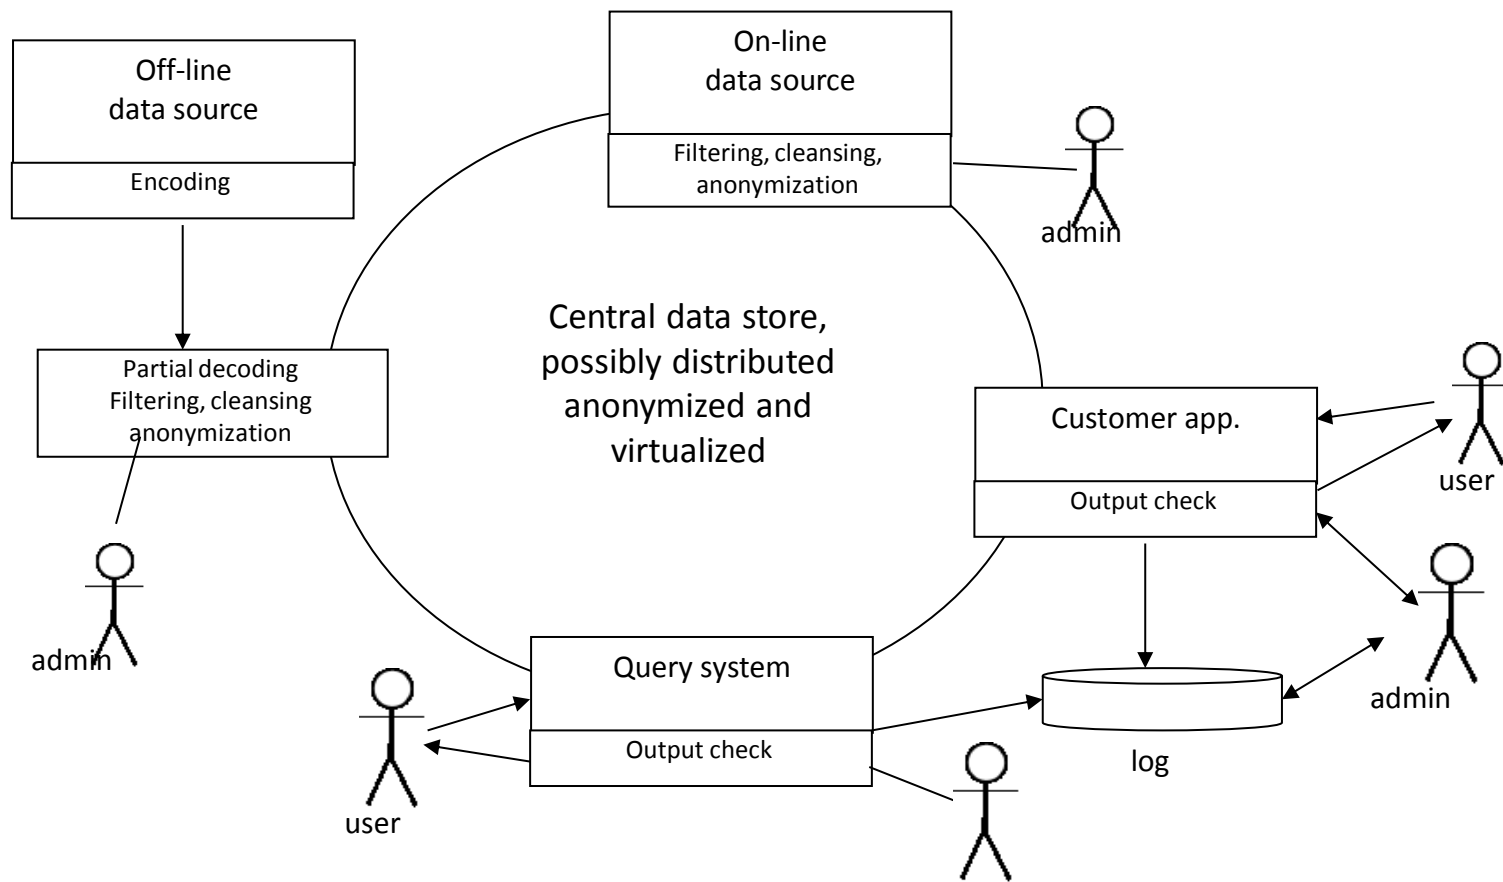 Off-line
data source
Encoding
On-line
data source
Filtering, cleansing,
anonymization
admin
Partial decoding
Filtering, cleansing
anonymization
admin
Central data store,
possibly distributed
anonymized and
virtualized
Customer app.
Output check
user
admin
Query system
Output check
user
log